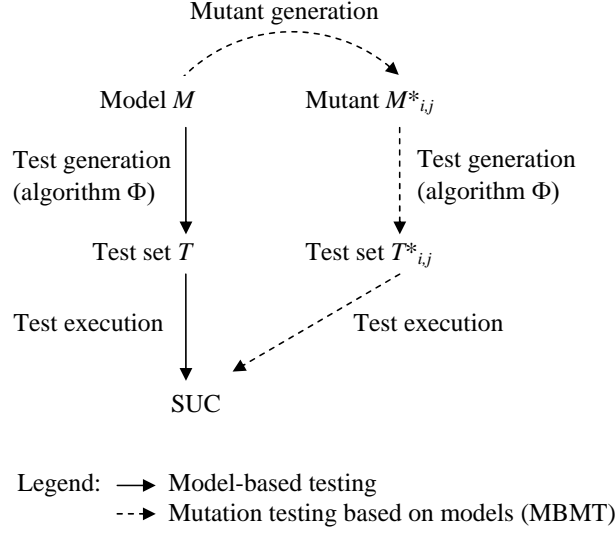 Mutant generation
Model M
Mutant M*i,j
Test generation
(algorithm Φ)
Test generation
(algorithm Φ)
Test set T
Test set T*i,j
Test execution
Test execution
SUC
Legend:
Model-based testing
Mutation testing based on models (MBMT)